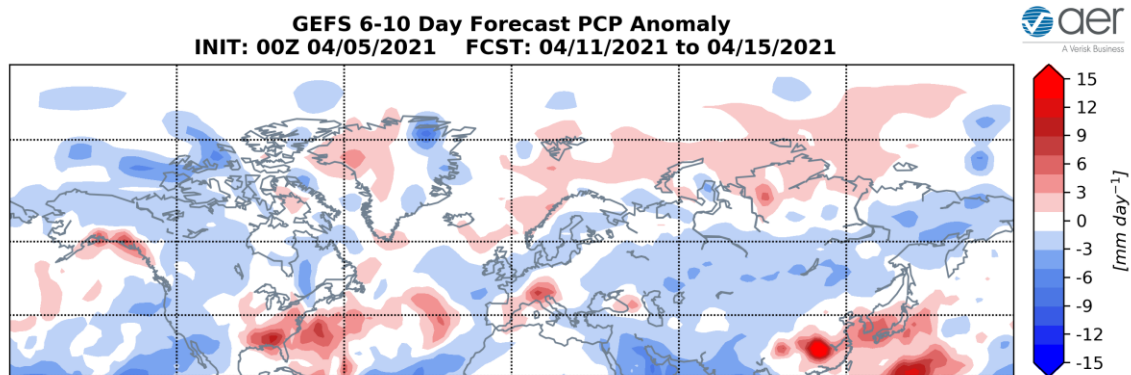 GEFS 6-10 Day Forecast PCP Anomaly
INIT: 00Z 04/05/2021 FCST: 04/11/2021 to 04/15/2021
aer
A Verisk Business
15
12
9
6
3
0
-3
-6
-9
-12
-15
[mm day⁻¹]